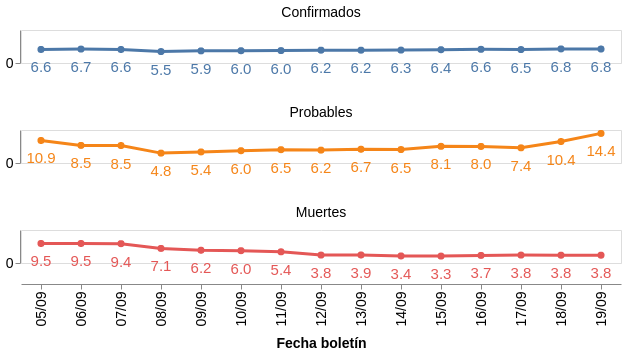 Confirmados
0
6.6 6.7 6.6 5.5 5.9 6.0 6.0 6.2 6.2 6.3 6.4 6.6 6.5 6.8 6.8
Probables
0
10.9 8.5 8.5 4.8 5.4 6.0 6.5 6.2 6.7 6.5 8.1 8.0 7.4 10.4 14.4
Muertes
0
9.5 9.5 9.4 7.1 6.2 6.0 5.4 3.8 3.9 3.4 3.3 3.7 3.8 3.8 3.8
05/09 06/09 07/09 08/09 09/09 10/09 11/09 12/09 13/09 14/09 15/09 16/09 17/09 18/09 19/09
Fecha boletín